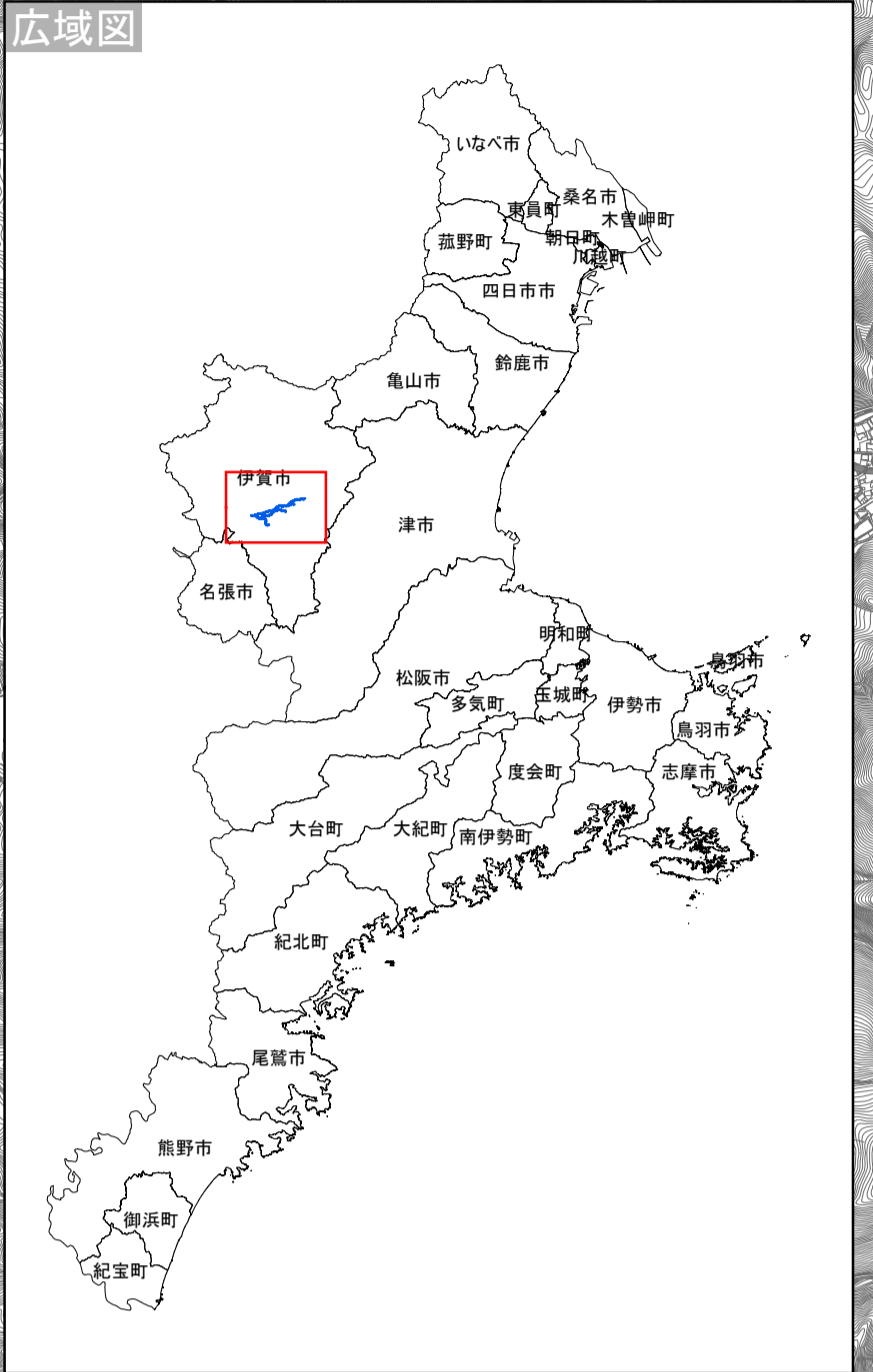 広域図
いなべ市
桑名市
東員町
木曽岬町
朝日町
菰野町
川越町
四日市市
鈴鹿市
亀山市
伊賀市
津市
名張市
明和町
鳥羽市
松阪市
玉城町
多気町
伊勢市
鳥羽市
度会町
志摩市
大台町
大紀町
南伊勢町
紀北町
尾鷲市
熊野市
御浜町
紀宝町